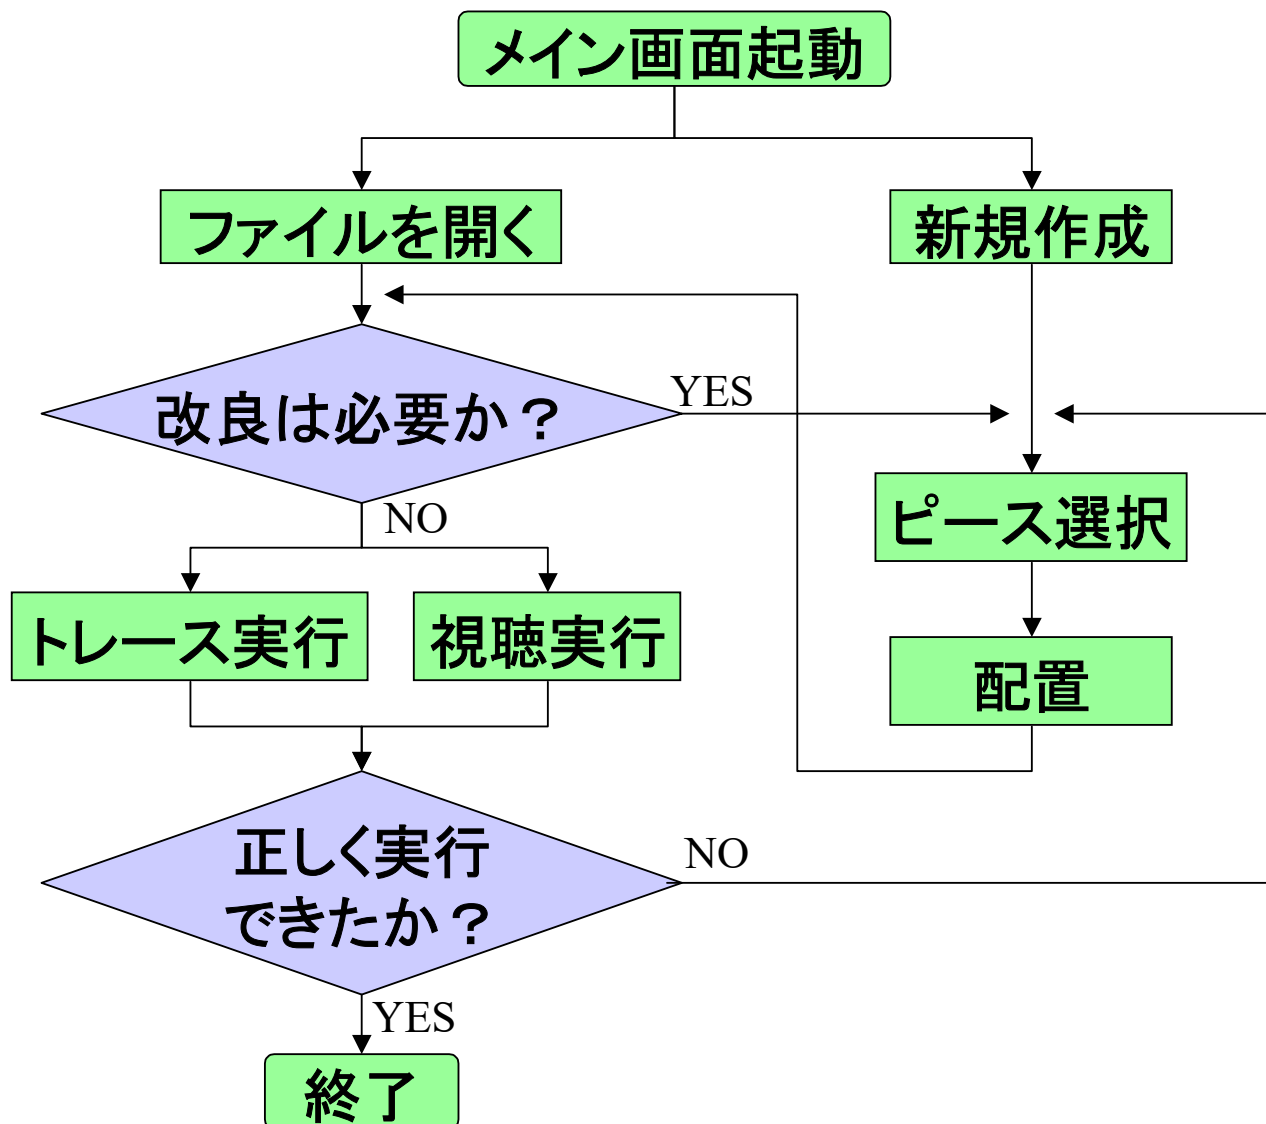 メイン画面起動
ファイルを開く
新規作成
改良は必要か？
YES
NO
ピース選択
トレース実行
視聴実行
配置
正しく実行
できたか？
NO
YES
終了